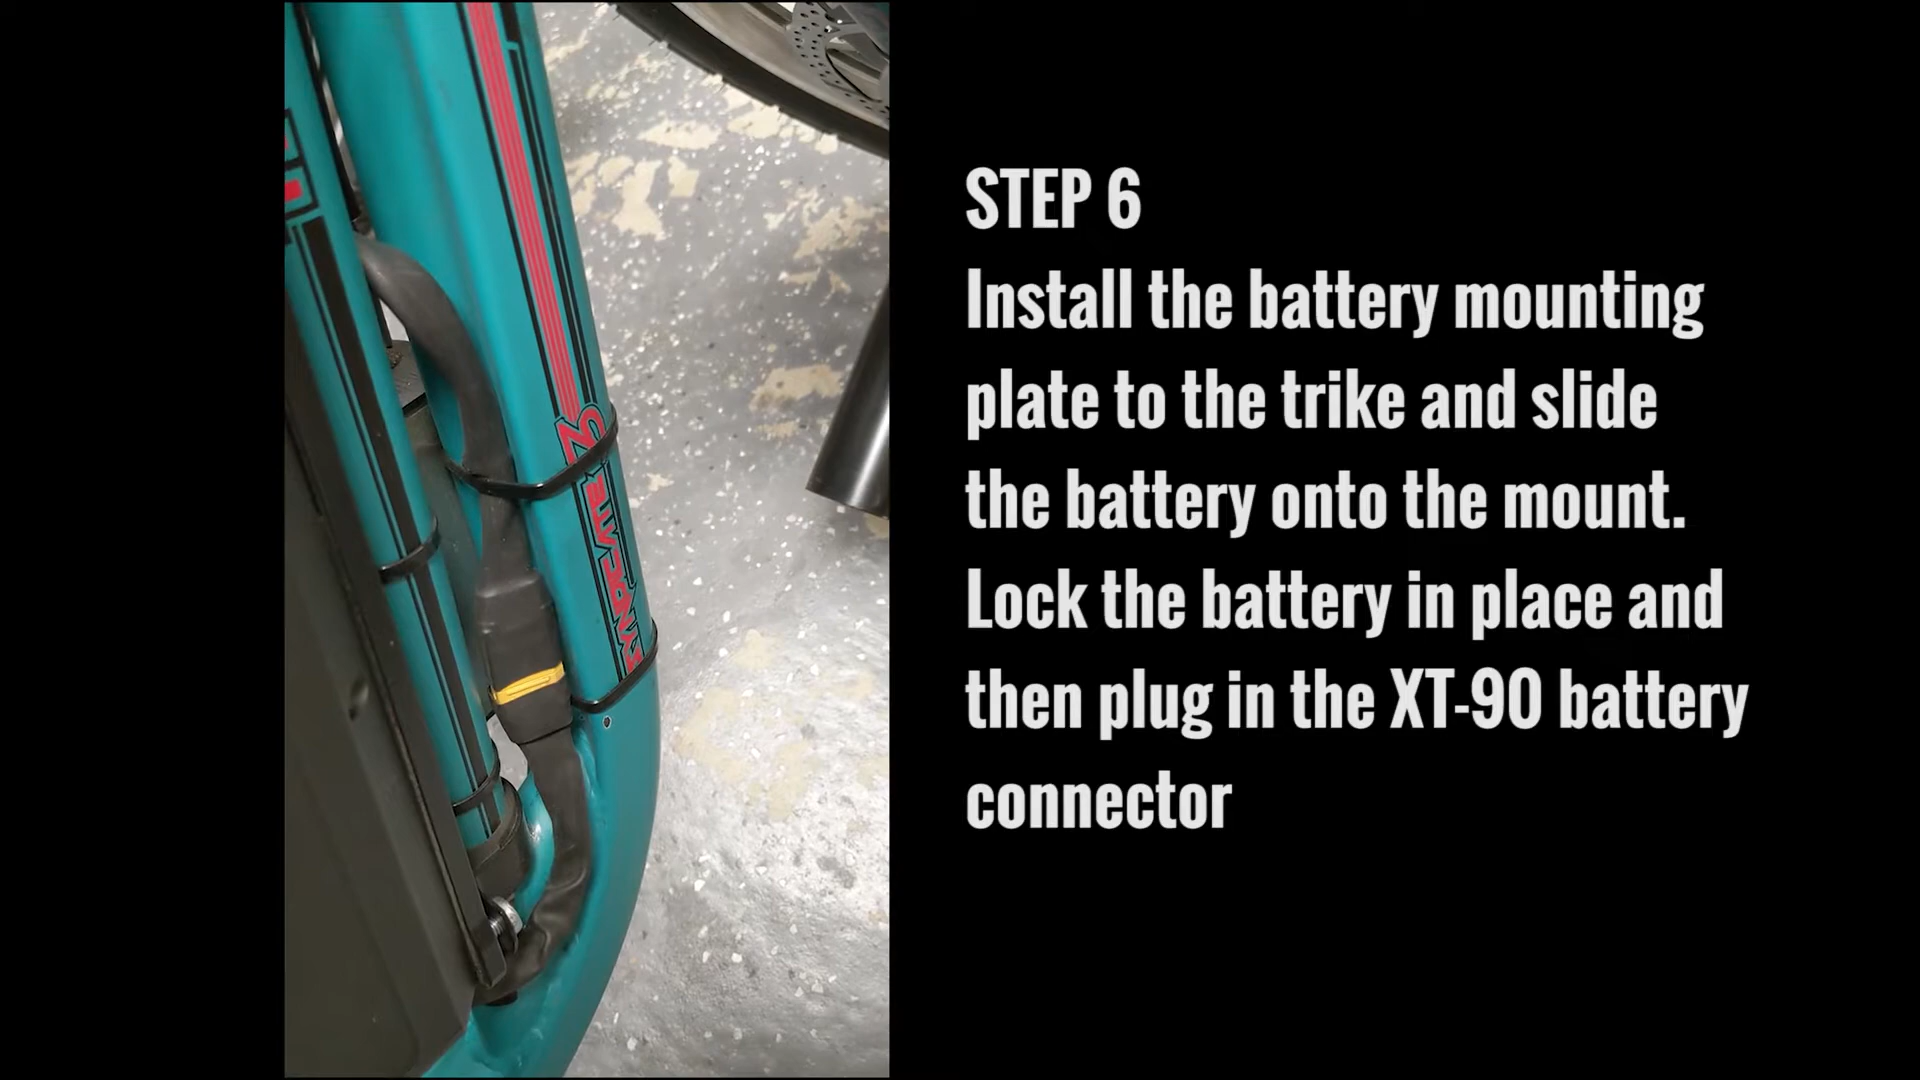 STEP 6
Install the battery mounting
plate to the trike and slide
the battery onto the mount.
Lock the battery in place and
then plug in the XT-90 battery
connector